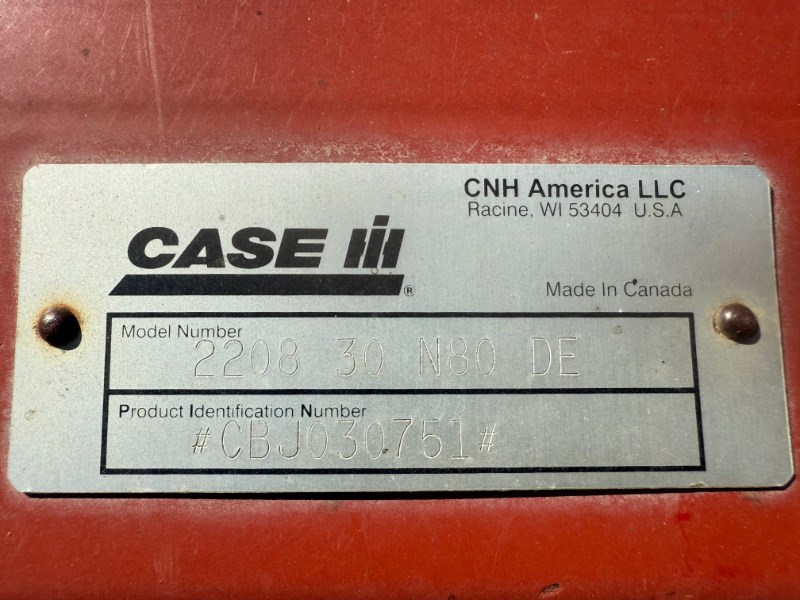 CNH America LLC
Racine, WI 53404 U.S.A
CASE IH
®
Made In Canada
Model Number
2208 30 N80 DE
Product Identification Number
#CBJ030751#